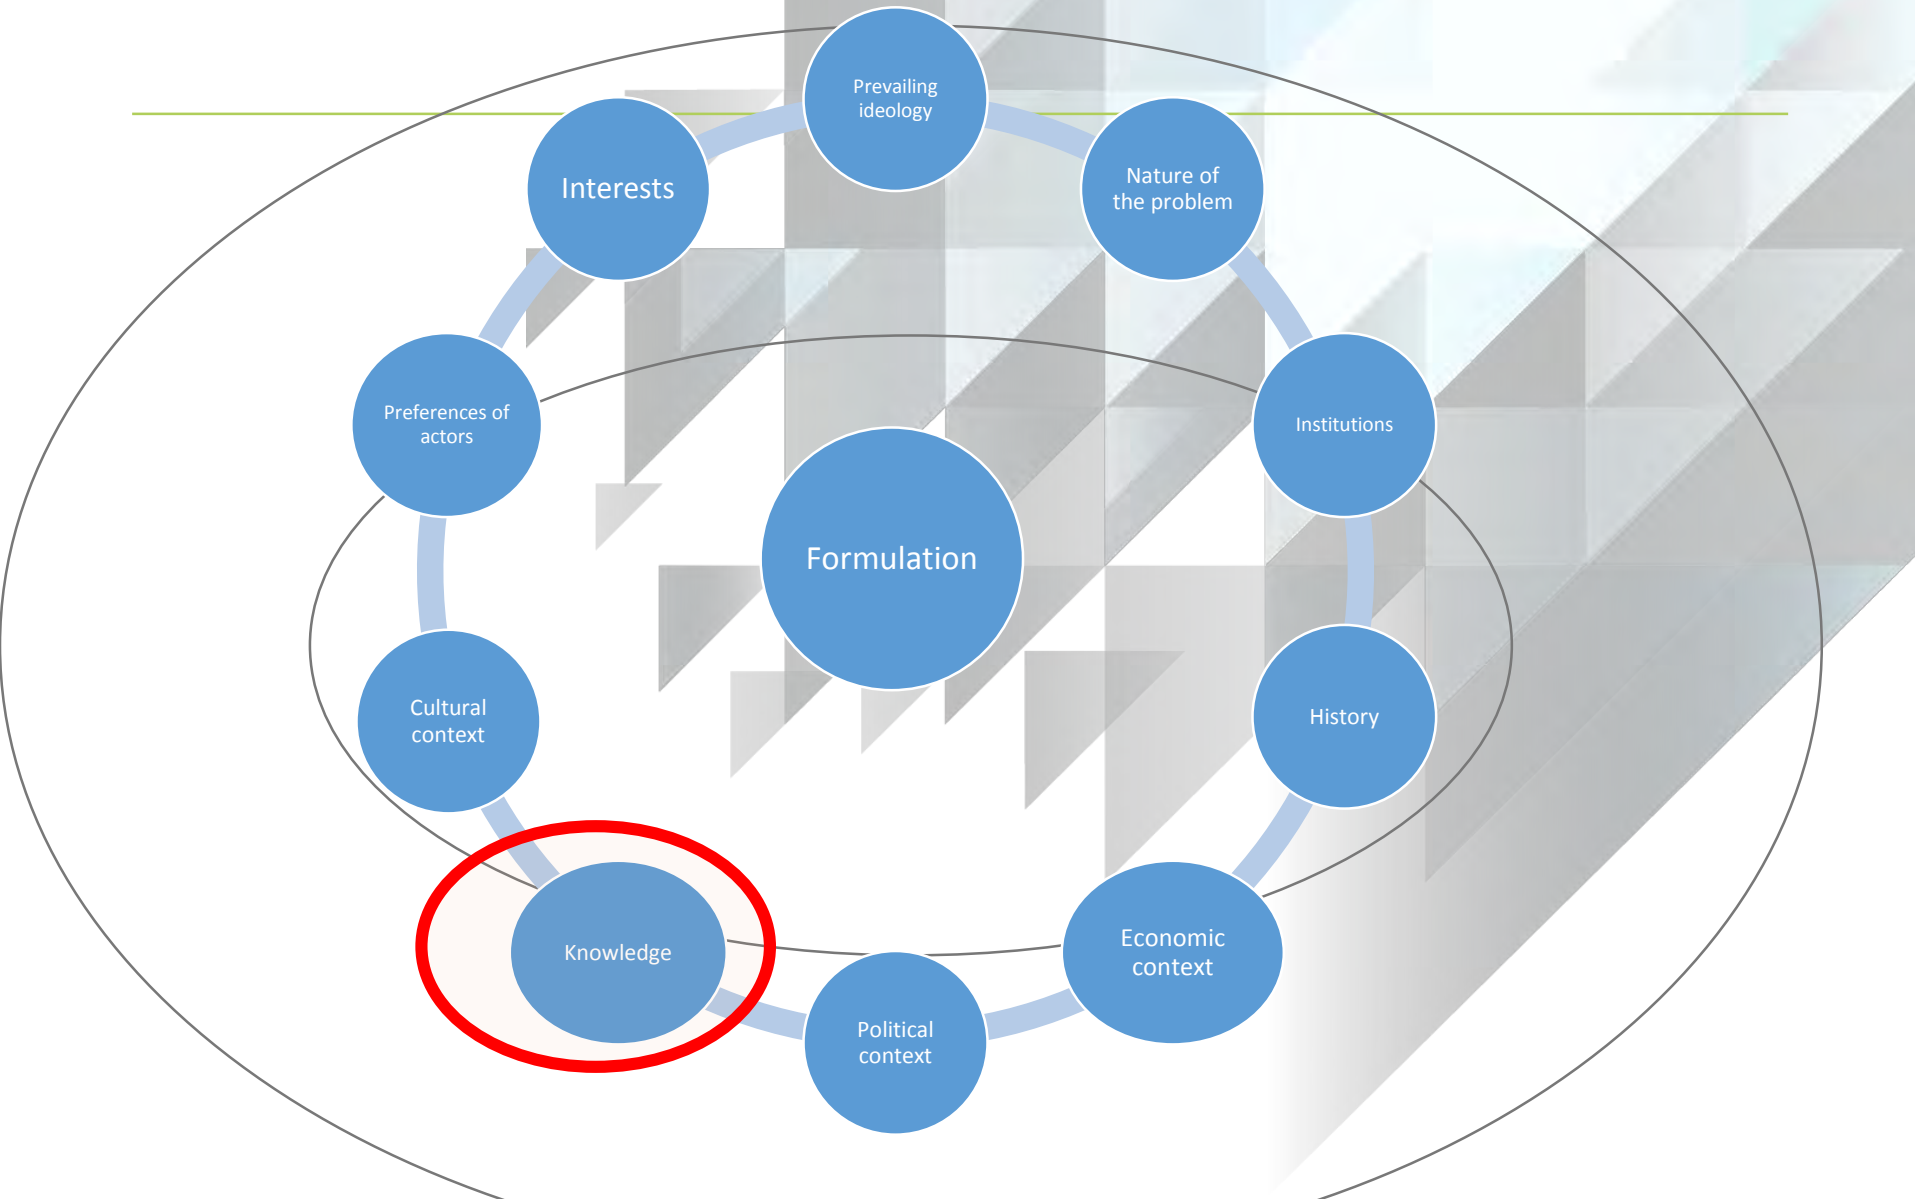 Prevailing
ideology
Nature of
the problem
Interests
Preferences of
actors
Institutions
Formulation
Cultural
context
History
Knowledge
Economic
context
Political
context